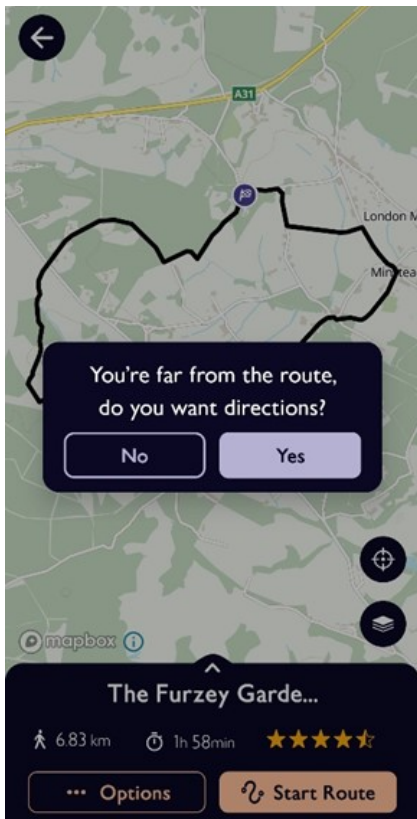 A31
London M
Minstea
You're far from the route,
do you want directions?
No
Yes
mapbox
The Furzey Garde...
6.83 km
1h 58min
Options
Start Route